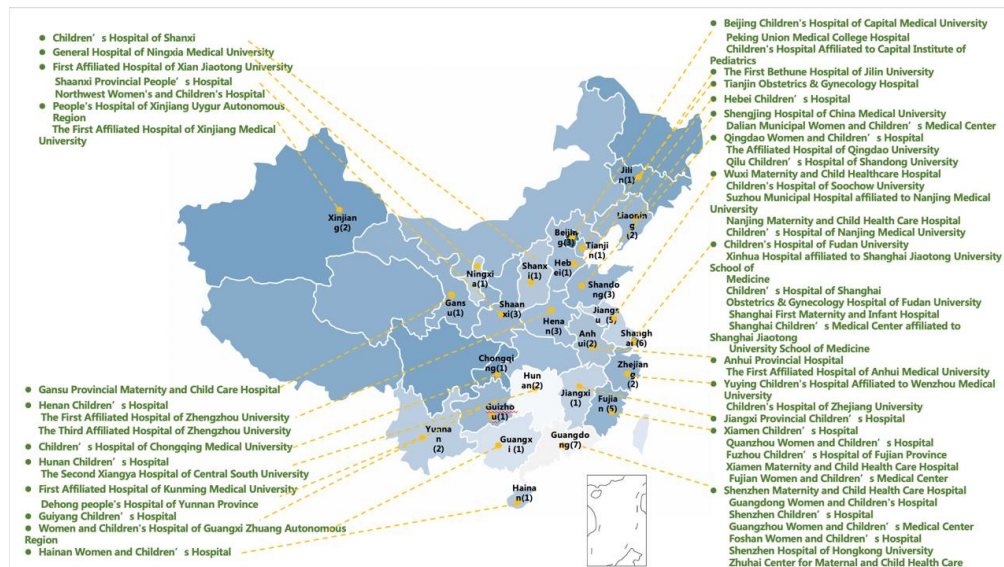 Children's Hospital of Shanxi
General Hospital of Ningxia Medical University
First Affiliated Hospital of Xian Jiaotong University
Shaanxi Provincial People's Hospital
Northwest Women's and Children's Hospital
People's Hospital of Xinjiang Uygur Autonomous
Region
The First Affiliated Hospital of Xinjiang Medical
University
Gansu Provincial Maternity and Child Care Hospital
Henan Children's Hospital
The First Affiliated Hospital of Zhengzhou University
The Third Affiliated Hospital of Zhengzhou University
Children's Hospital of Chongqing Medical University
Hunan Children's Hospital
The Second Xiangya Hospital of Central South University
First Affiliated Hospital of Kunming Medical University
Dehong people's Hospital of Yunnan Province
Guiyang Children's Hospital
Women and Children's Hospital of Guangxi Zhuang Autonomous
Region
Hainan Women and Children's Hospital
Xinjian
g(2)
Gans
u(1)
Ningxi
a(1)
Shaan
xi(3)
Shanx
i(1)
Beijin
g(3)
Tianji
n(1)
Heb
ei(1)
Jili
n(1)
Liaonin
g
(2)
Shando
ng(3)
Hena
n(3)
Jiangs
u (5)
Anh
ui(2)
Shangh
ai (6)
Zhejian
g
(2)
Chongqi
ng(1)
Hun
an(2)
Jiangxi
(1)
Fujia
n (5)
Guizho
u(1)
Yunna
n
(2)
Guangx
i (1)
Guangdo
ng(7)
Haina
n(1)
Beijing Children's Hospital of Capital Medical University
Peking Union Medical College Hospital
Children's Hospital Affiliated to Capital Institute of
Pediatrics
The First Bethune Hospital of Jilin University
Tianjin Obstetrics & Gynecology Hospital
Hebei Children's Hospital
Shengjing Hospital of China Medical University
Dalian Municipal Women and Children's Medical Center
Qingdao Women and Children's Hospital
The Affiliated Hospital of Qingdao University
Qilu Children's Hospital of Shandong University
Wuxi Maternity and Child Healthcare Hospital
Children's Hospital of Soochow University
Suzhou Municipal Hospital affiliated to Nanjing Medical
University
Nanjing Maternity and Child Health Care Hospital
Children's Hospital of Nanjing Medical University
Children's Hospital of Fudan University
Xinhua Hospital affiliated to Shanghai Jiaotong University
School of
Medicine
Children's Hospital of Shanghai
Obstetrics & Gynecology Hospital of Fudan University
Shanghai First Maternity and Infant Hospital
Shanghai Children's Medical Center affiliated to
Shanghai Jiaotong
University School of Medicine
Anhui Provincial Hospital
The First Affiliated Hospital of Anhui Medical University
Yuying Children's Hospital Affiliated to Wenzhou Medical
University
Children's Hospital of Zhejiang University
Jiangxi Provincial Children's Hospital
Xiamen Children's Hospital
Quanzhou Women and Children's Hospital
Fuzhou Children's Hospital of Fujian Province
Xiamen Maternity and Child Health Care Hospital
Fujian Women and Children's Medical Center
Shenzhen Maternity and Child Health Care Hospital
Guangdong Women and Children's Hospital
Shenzhen Children's Hospital
Guangzhou Women and Children's Medical Center
Foshan Women and Children's Hospital
Shenzhen Hospital of Hongkong University
Zhuhai Center for Maternal and Child Health Care